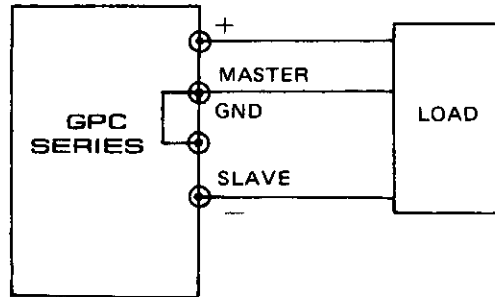 +
MASTER
GND
GPC
SERIES
LOAD
SLAVE
−